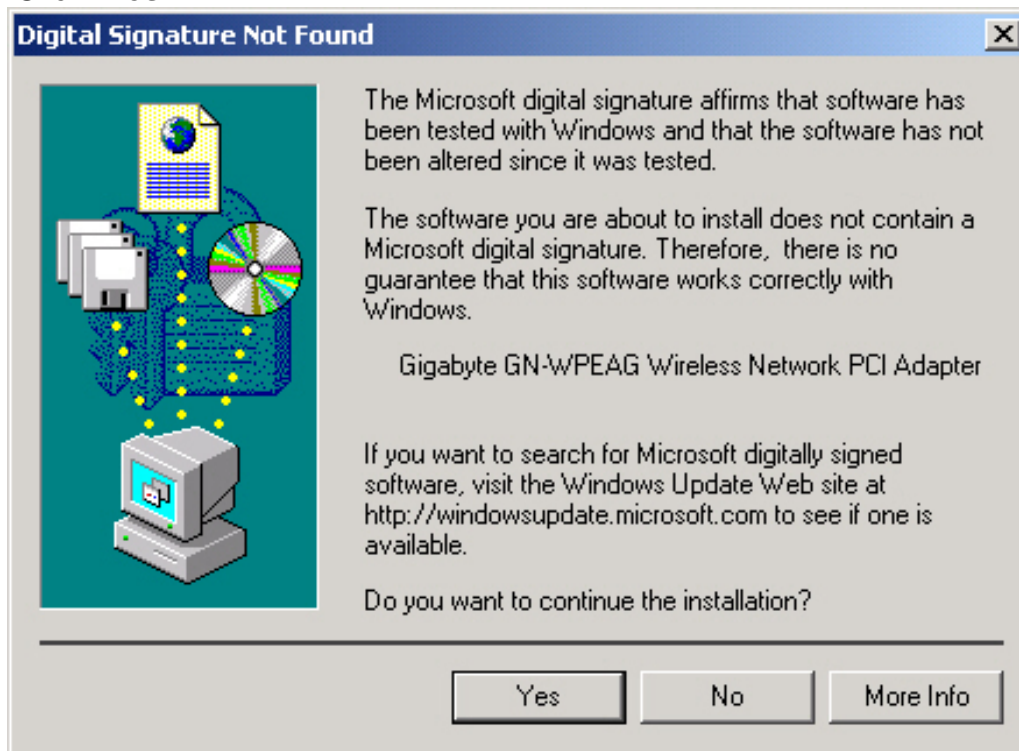 Digital Signature Not Found
The Microsoft digital signature affirms that software has
been tested with Windows and that the software has not
been altered since it was tested.
The software you are about to install does not contain a
Microsoft digital signature. Therefore,  there is no
guarantee that this software works correctly with
Windows.
Gigabyte GN-WPEAG Wireless Network PCI Adapter
If you want to search for Microsoft digitally signed
software, visit the Windows Update Web site at
http://windowsupdate.microsoft.com to see if one is
available.
Do you want to continue the installation?
Yes
No
More Info